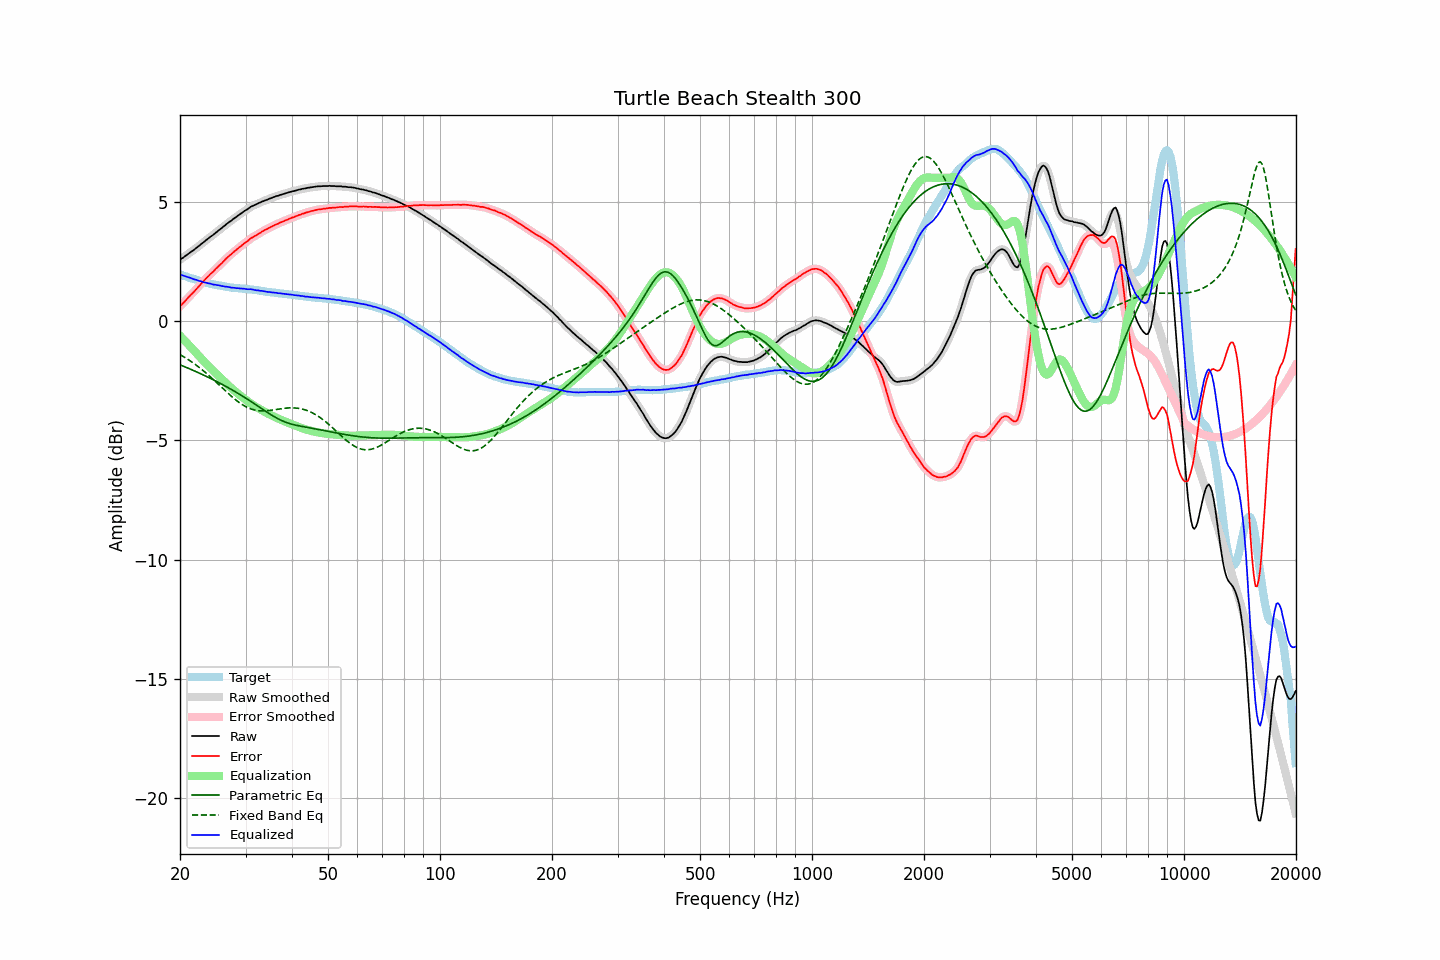 Turtle Beach Stealth 300
Amplitude (dBr)
5
0
−5
−10
−15
−20
Target
Raw Smoothed
Error Smoothed
Raw
Error
Equalization
Parametric Eq
Fixed Band Eq
Equalized
20 50 100 200 500 1000 2000 5000 10000 20000
Frequency (Hz)